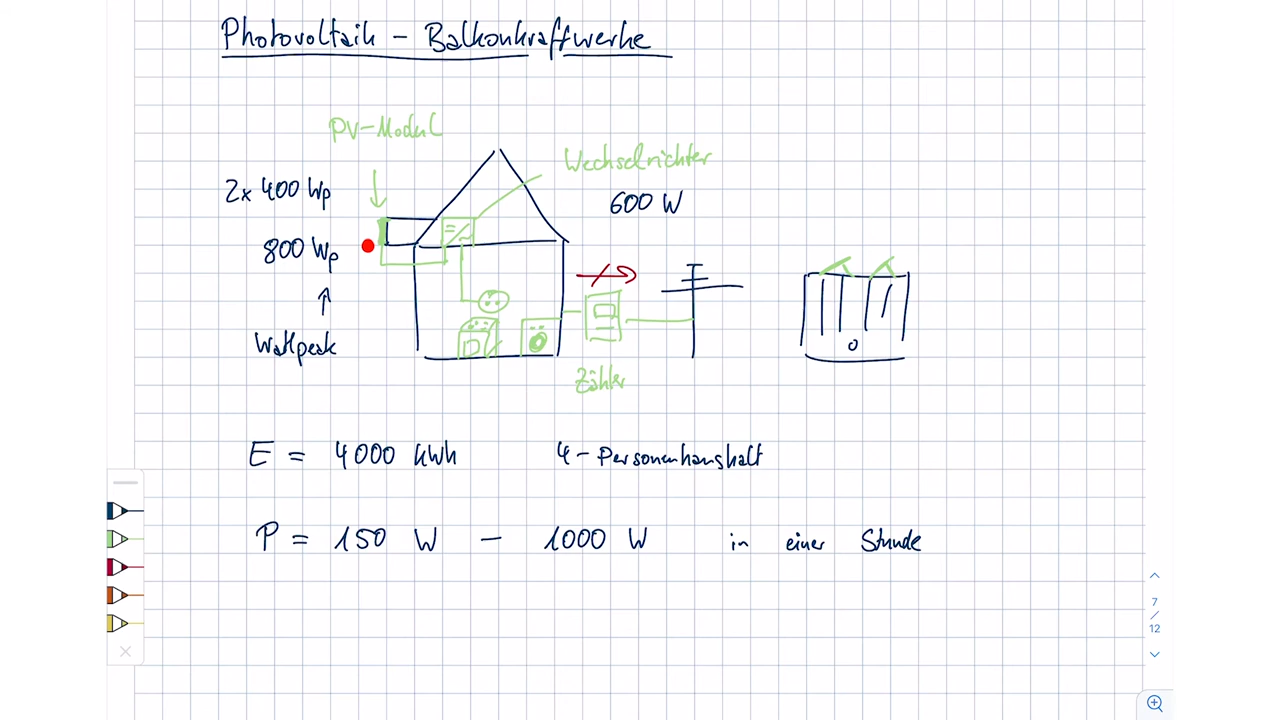 Photovoltaik - Balkonkraftwerke
PV-Modul
Wechselrichter
2x 400 Wp
600 W
800 Wp
Wattpeak
Zähler
E = 4000 kWh 4-Personenhaushalt
P = 150 W - 1000 W in einer Stunde
7
/
12